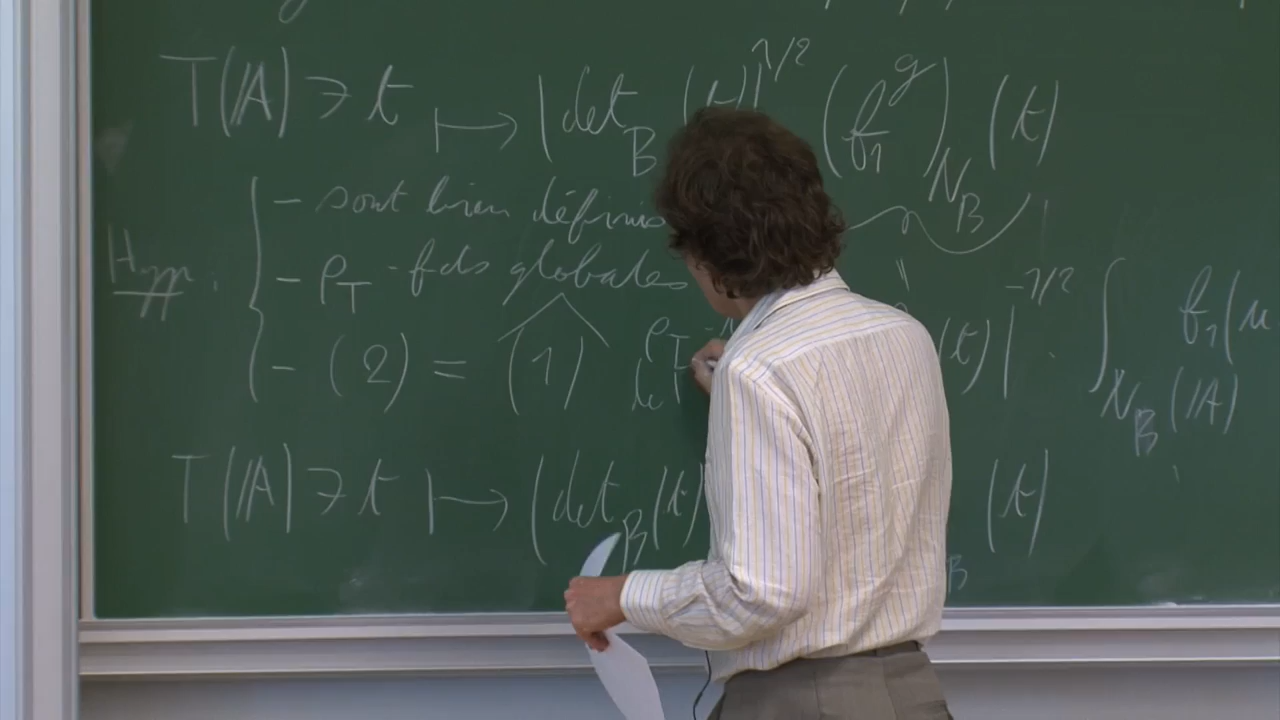 T(𝔸) ∋ t ⟼ |det_B (t)|^{1/2} (f_1^g)_{N_B} (t)
- sont bien définis
Hyp. - ρ_T - fcts globales
|^{-1/2} · ∫_{N_B(𝔸)} f_1(u
- (2) = (1) ρ_T (t)|
T(𝔸) ∋ t ⟼ |det_B (t) (t)
B